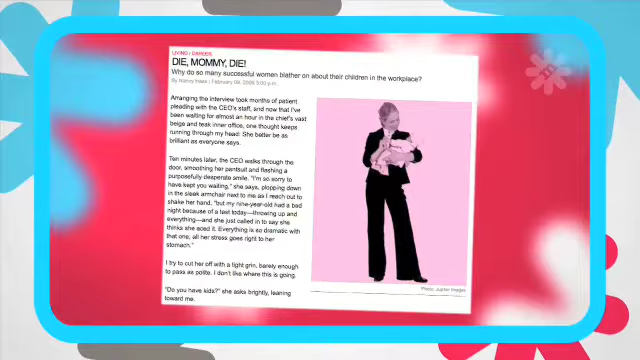 LIVING / CAREER
DIE, MOMMY, DIE!
Why do so many successful women blather on about their children in the workplace?
By Nancy Hass | February 09, 2009 5:00 p.m.
Arranging the interview took months of patient
pleading with the CEO's staff, and now that I've
been waiting for almost an hour in the chief's vast
beige and teak inner office, one thought keeps
running through my head: She better be as
brilliant as everyone says.
Ten minutes later, the CEO walks through the
door, smoothing her pantsuit and flashing a
purposefully desperate smile. "I'm so sorry to
have kept you waiting," she says, plopping down
in the sleek armchair next to me as I reach out to
shake her hand, "but my nine-year-old had a bad
night because of a test today—throwing up and
everything—and she just called in to say she
thinks she aced it. Everything is so dramatic with
that one, all her stress goes right to her
stomach."
I try to cut her off with a tight grin, barely enough
to pass as polite. I don't like where this is going.
"Do you have kids?" she asks brightly, leaning
toward me.
Photo: Jupiter Images